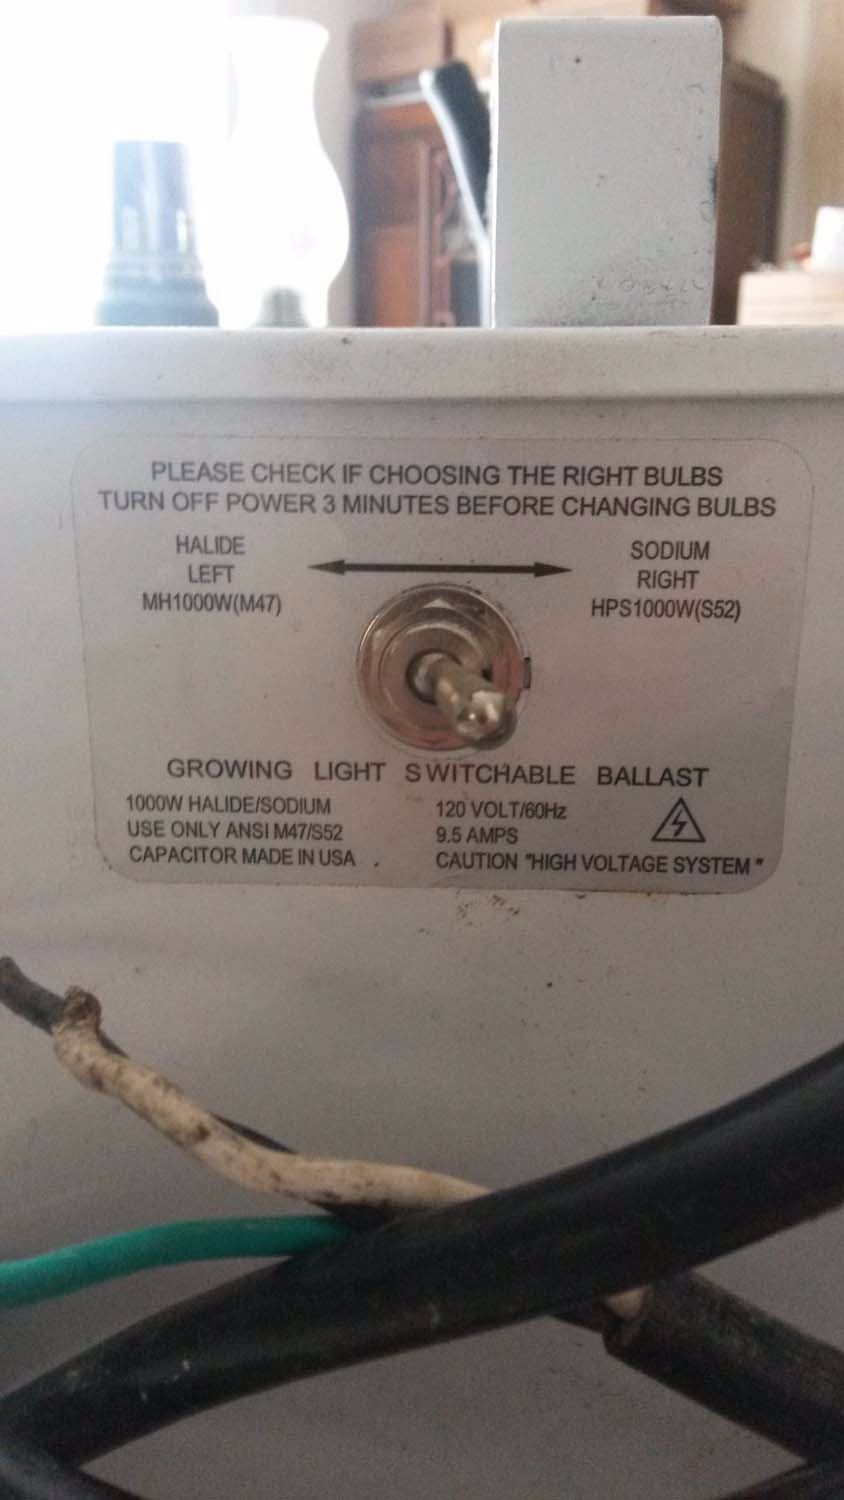 PLEASE CHECK IF CHOOSING THE RIGHT BULBS
TURN OFF POWER 3 MINUTES BEFORE CHANGING BULBS
HALIDE
LEFT
MH1000W(M47)
SODIUM
RIGHT
HPS1000W(S52)
GROWING LIGHT SWITCHABLE BALLAST
1000W HALIDE/SODIUM
USE ONLY ANSI M47/S52
CAPACITOR MADE IN USA .
120 VOLT/60Hz
9.5 AMPS
CAUTION "HIGH VOLTAGE SYSTEM"